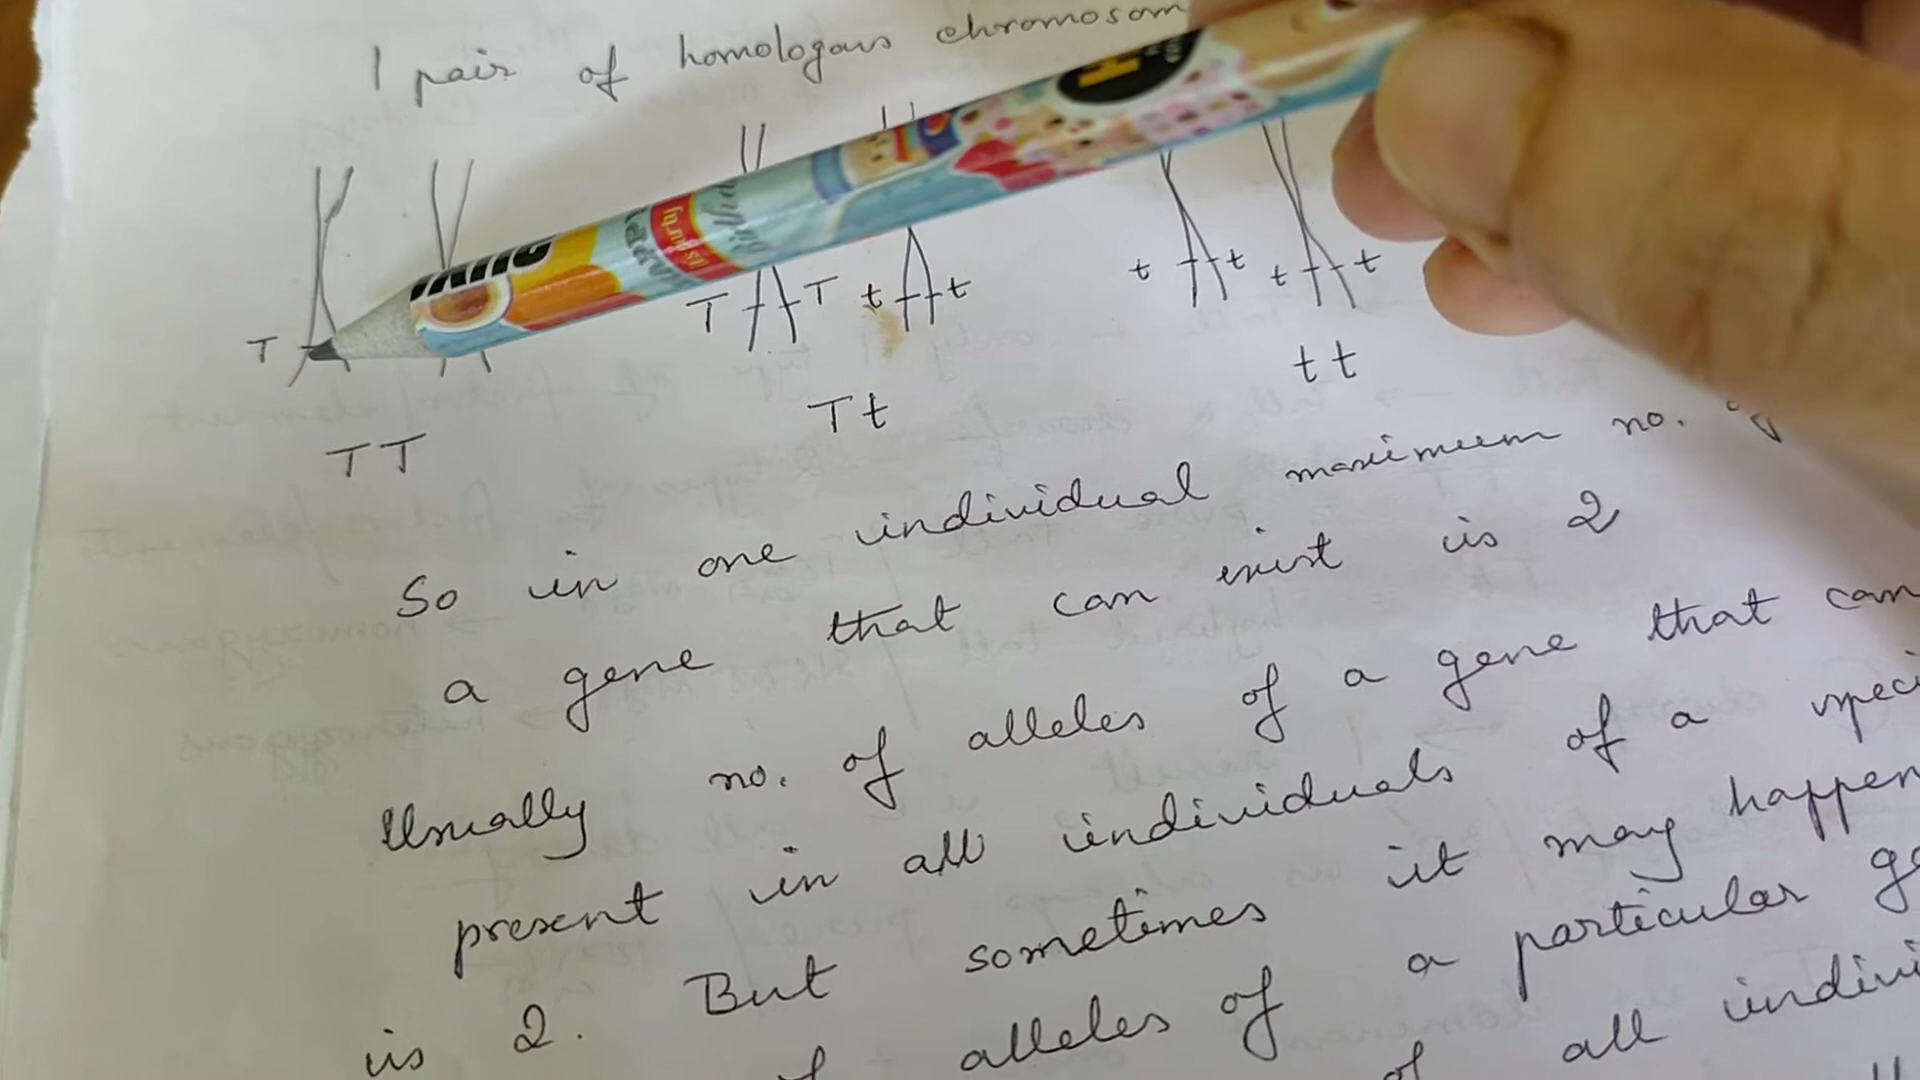 1 pair of homologous chromosom
T T t t t t t t
T
T T
T t
t t
So in one individual maximum no. of
a gene that can exist is 2
Usually no. of alleles of a gene that can
present in all individuals of a speci
is 2. But sometimes it may happen
alleles of a particular ge
of all indivi